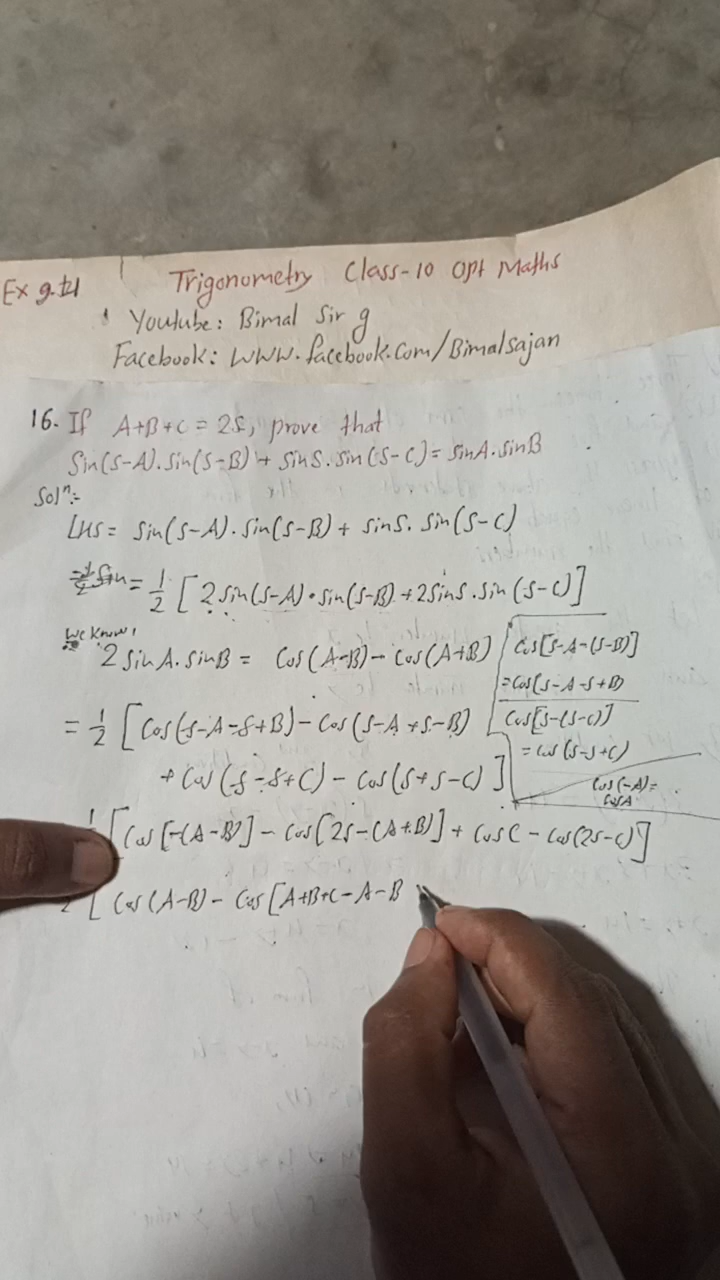 Ex 9.
Trigonometry Class-10 Opt Maths
Youtube: Bimal Sir g
Facebook: WWW.facebook.Com/Bimalsajan
16. If A+B+C = 2S, prove that
Sin(S-A).Sin(S-B) + SinS.Sin(S-C) = SinA.SinB
Solⁿ:-
LHS = Sin(S-A).Sin(S-B) + SinS.Sin(S-C)
= 1/2 [2Sin(S-A).Sin(S-B) + 2SinS.Sin(S-C)]
We know,
2 SinA.SinB = Cos(A-B) - Cos(A+B)
Cos[S-A-(S-B)]
= Cos(S-A-S+B)
= 1/2 [Cos(S-A-S+B) - Cos(S-A+S-B)
+ Cos(S-S+C) - Cos(S+S-C)]
Cos[S-(S-C)]
= Cos(S-S+C)
Cos(-A) =
CosA
[Cos[-(A-B)] - Cos[2S-(A+B)] + CosC - Cos(2S-C)]
2 [Cos(A-B) - Cos[A+B+C-A-B